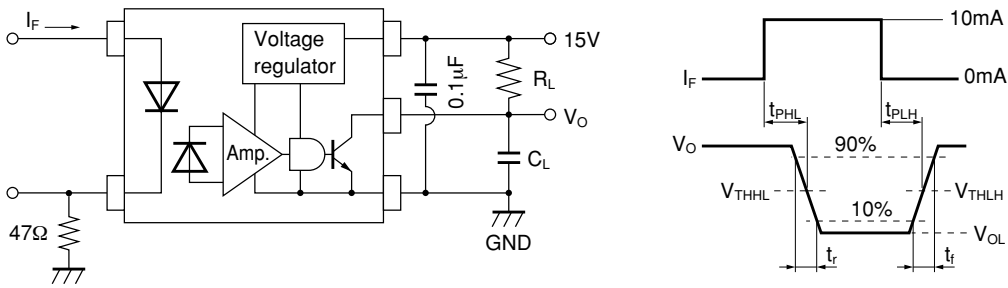 I_F
Voltage
regulator
15V
0.1μF
R_L
V_O
Amp.
C_L
47Ω
GND
10mA
I_F
0mA
t_PHL
t_PLH
V_O
90%
V_THHL
V_THLH
10%
V_OL
t_r
t_f